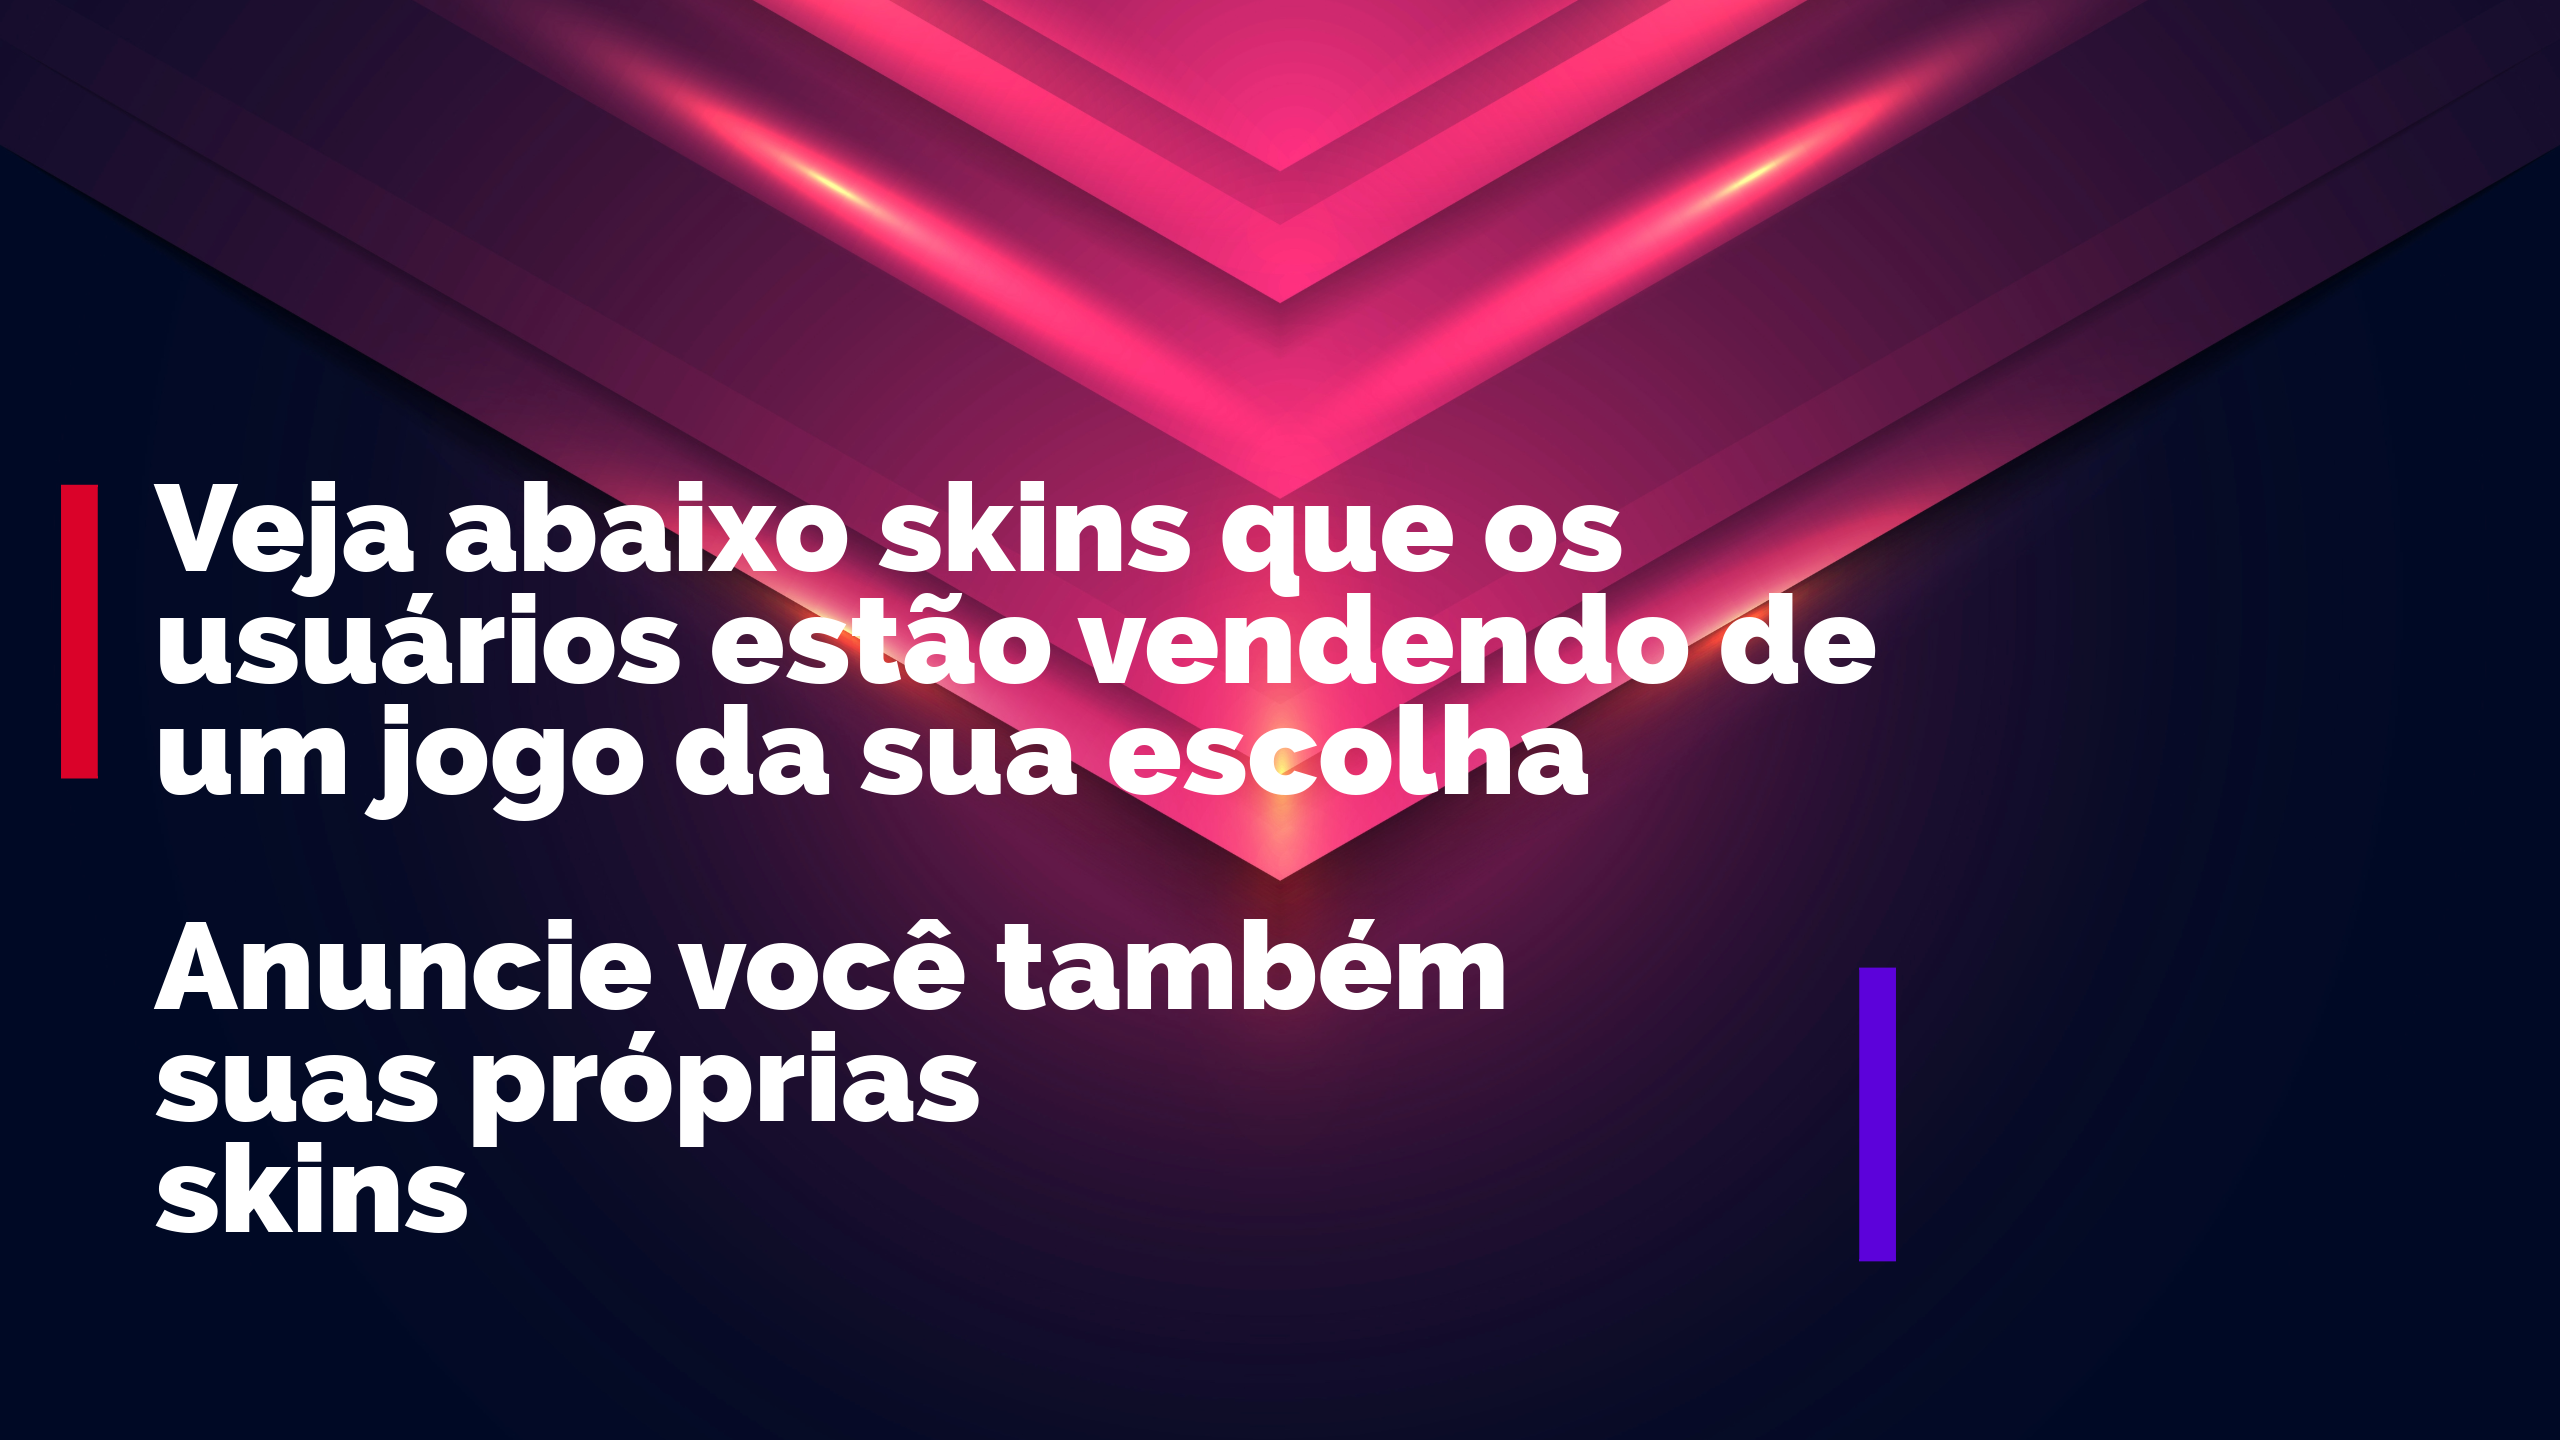 Veja abaixo skins que os
usuários estão vendendo de
um jogo da sua escolha
Anuncie você também
suas próprias
skins